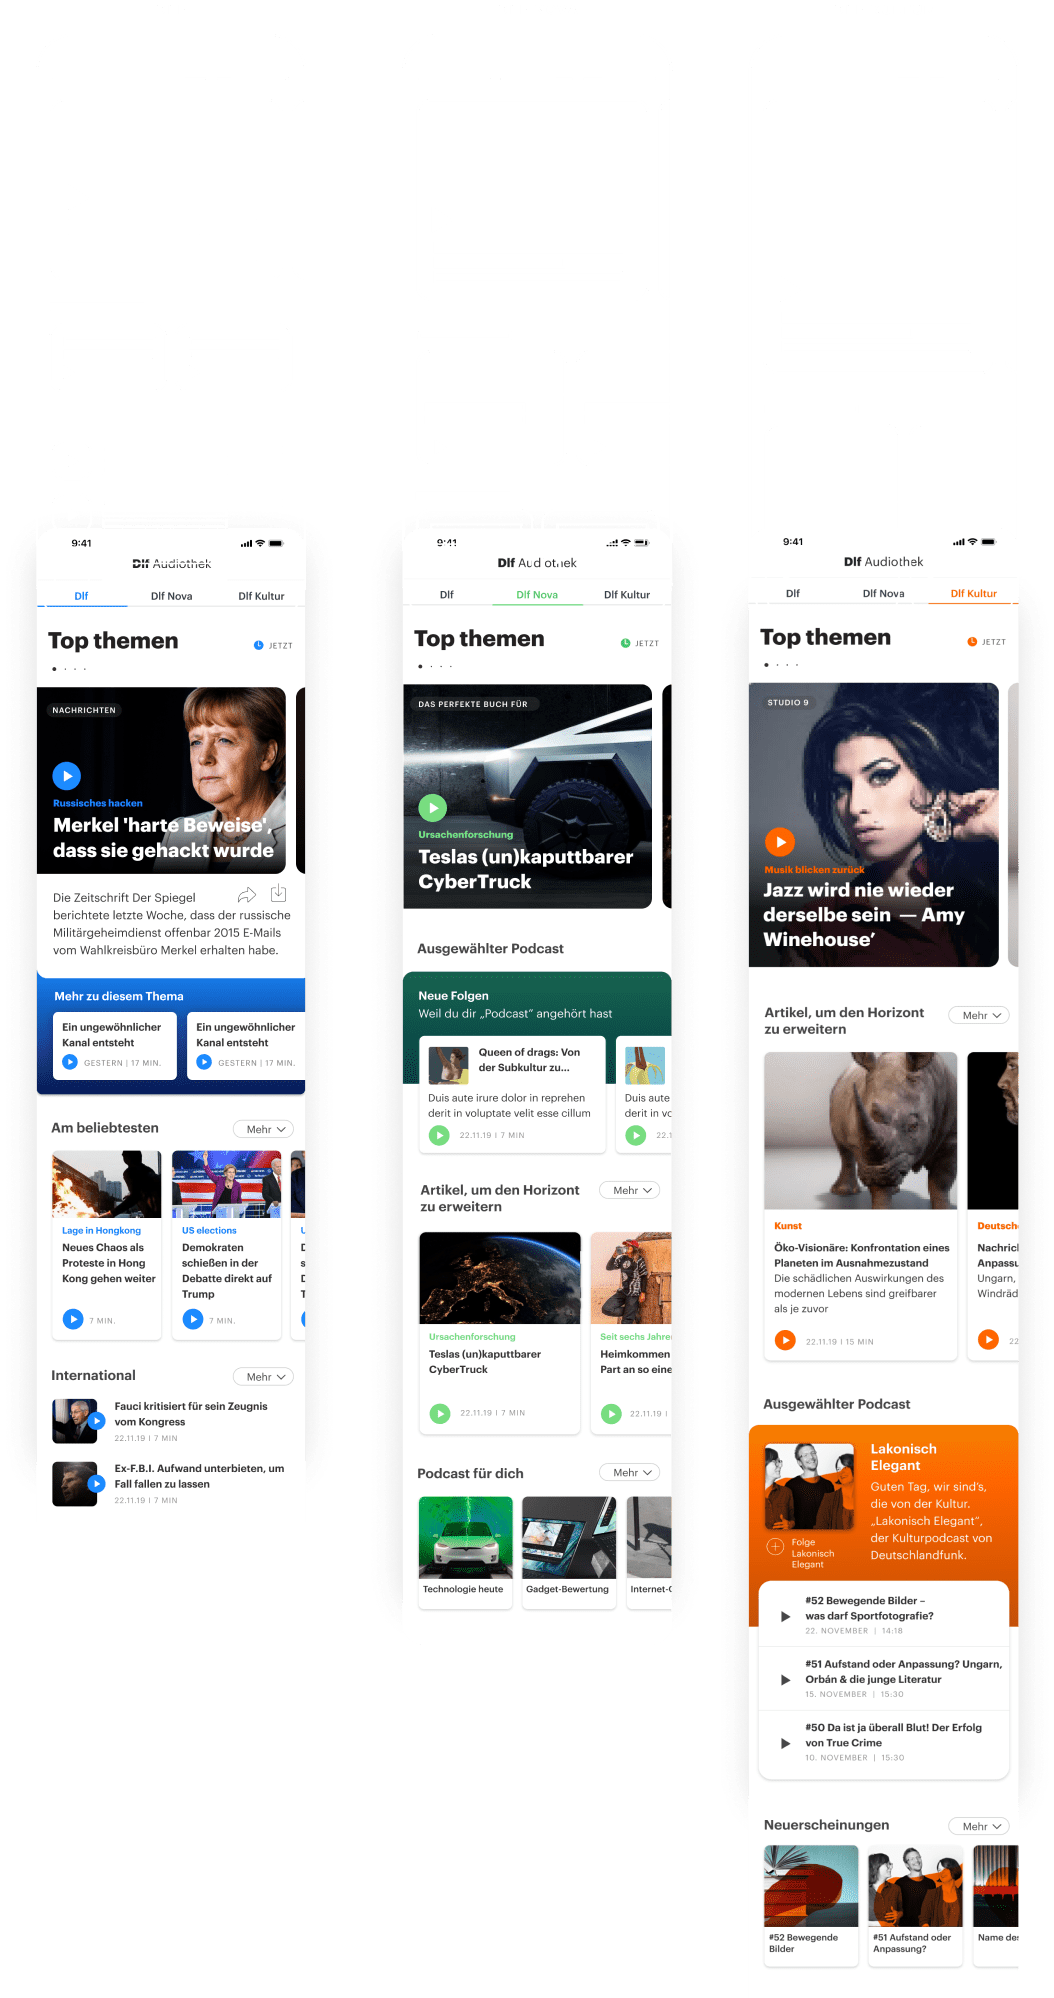 9:41
Dlf Audiothek
Dlf Dlf Nova Dlf Kultur
Top themen
JETZT
NACHRICHTEN
Russisches hacken
Merkel 'harte Beweise',
dass sie gehackt wurde
Die Zeitschrift Der Spiegel
berichtete letzte Woche, dass der russische
Militärgeheimdienst offenbar 2015 E-Mails
vom Wahlkreisbüro Merkel erhalten habe.
Mehr zu diesem Thema
Ein ungewöhnlicher
Kanal entsteht
GESTERN | 17 MIN.
Ein ungewöhnlicher
Kanal entsteht
GESTERN | 17 MIN.
Am beliebtesten
Mehr
Lage in Hongkong
Neues Chaos als
Proteste in Hong
Kong gehen weiter
7 MIN.
US elections
Demokraten
schießen in der
Debatte direkt auf
Trump
7 MIN.
International
Mehr
Fauci kritisiert für sein Zeugnis
vom Kongress
22.11.19 I 7 MIN
Ex-F.B.I. Aufwand unterbieten, um
Fall fallen zu lassen
22.11.19 I 7 MIN
9:41
Dlf Audiothek
Dlf Dlf Nova Dlf Kultur
Top themen
JETZT
DAS PERFEKTE BUCH FÜR
Ursachenforschung
Teslas (un)kaputtbarer
CyberTruck
Ausgewählter Podcast
Neue Folgen
Weil du dir „Podcast" angehört hast
Queen of drags: Von
der Subkultur zu...
Duis aute irure dolor in reprehen
derit in voluptate velit esse cillum
22.11.19 I 7 MIN
Duis aute
derit in vo
22.1
Artikel, um den Horizont
zu erweitern
Mehr
Ursachenforschung
Teslas (un)kaputtbarer
CyberTruck
22.11.19 I 7 MIN
Seit sechs Jahren
Heimkommen
Part an so eine
22.11.19 I
Podcast für dich
Mehr
Technologie heute
Gadget-Bewertung
Internet-
9:41
Dlf Audiothek
Dlf Dlf Nova Dlf Kultur
Top themen
JETZT
STUDIO 9
Musik blicken zurück
Jazz wird nie wieder
derselbe sein — Amy
Winehouse'
Artikel, um den Horizont
zu erweitern
Mehr
Kunst
Öko-Visionäre: Konfrontation eines
Planeten im Ausnahmezustand
Die schädlichen Auswirkungen des
modernen Lebens sind greifbarer
als je zuvor
22.11.19 I 15 MIN
Deutsche
Nachric
Anpassu
Ungarn,
Windräd
22
Ausgewählter Podcast
Lakonisch
Elegant
Guten Tag, wir sind's,
die von der Kultur.
„Lakonisch Elegant",
der Kulturpodcast von
Deutschlandfunk.
Folge
Lakonisch
Elegant
#52 Bewegende Bilder –
was darf Sportfotografie?
22. NOVEMBER | 14:18
#51 Aufstand oder Anpassung? Ungarn,
Orbán & die junge Literatur
15. NOVEMBER | 15:30
#50 Da ist ja überall Blut! Der Erfolg
von True Crime
10. NOVEMBER | 15:30
Neuerscheinungen
Mehr
#52 Bewegende
Bilder
#51 Aufstand oder
Anpassung?
Name des